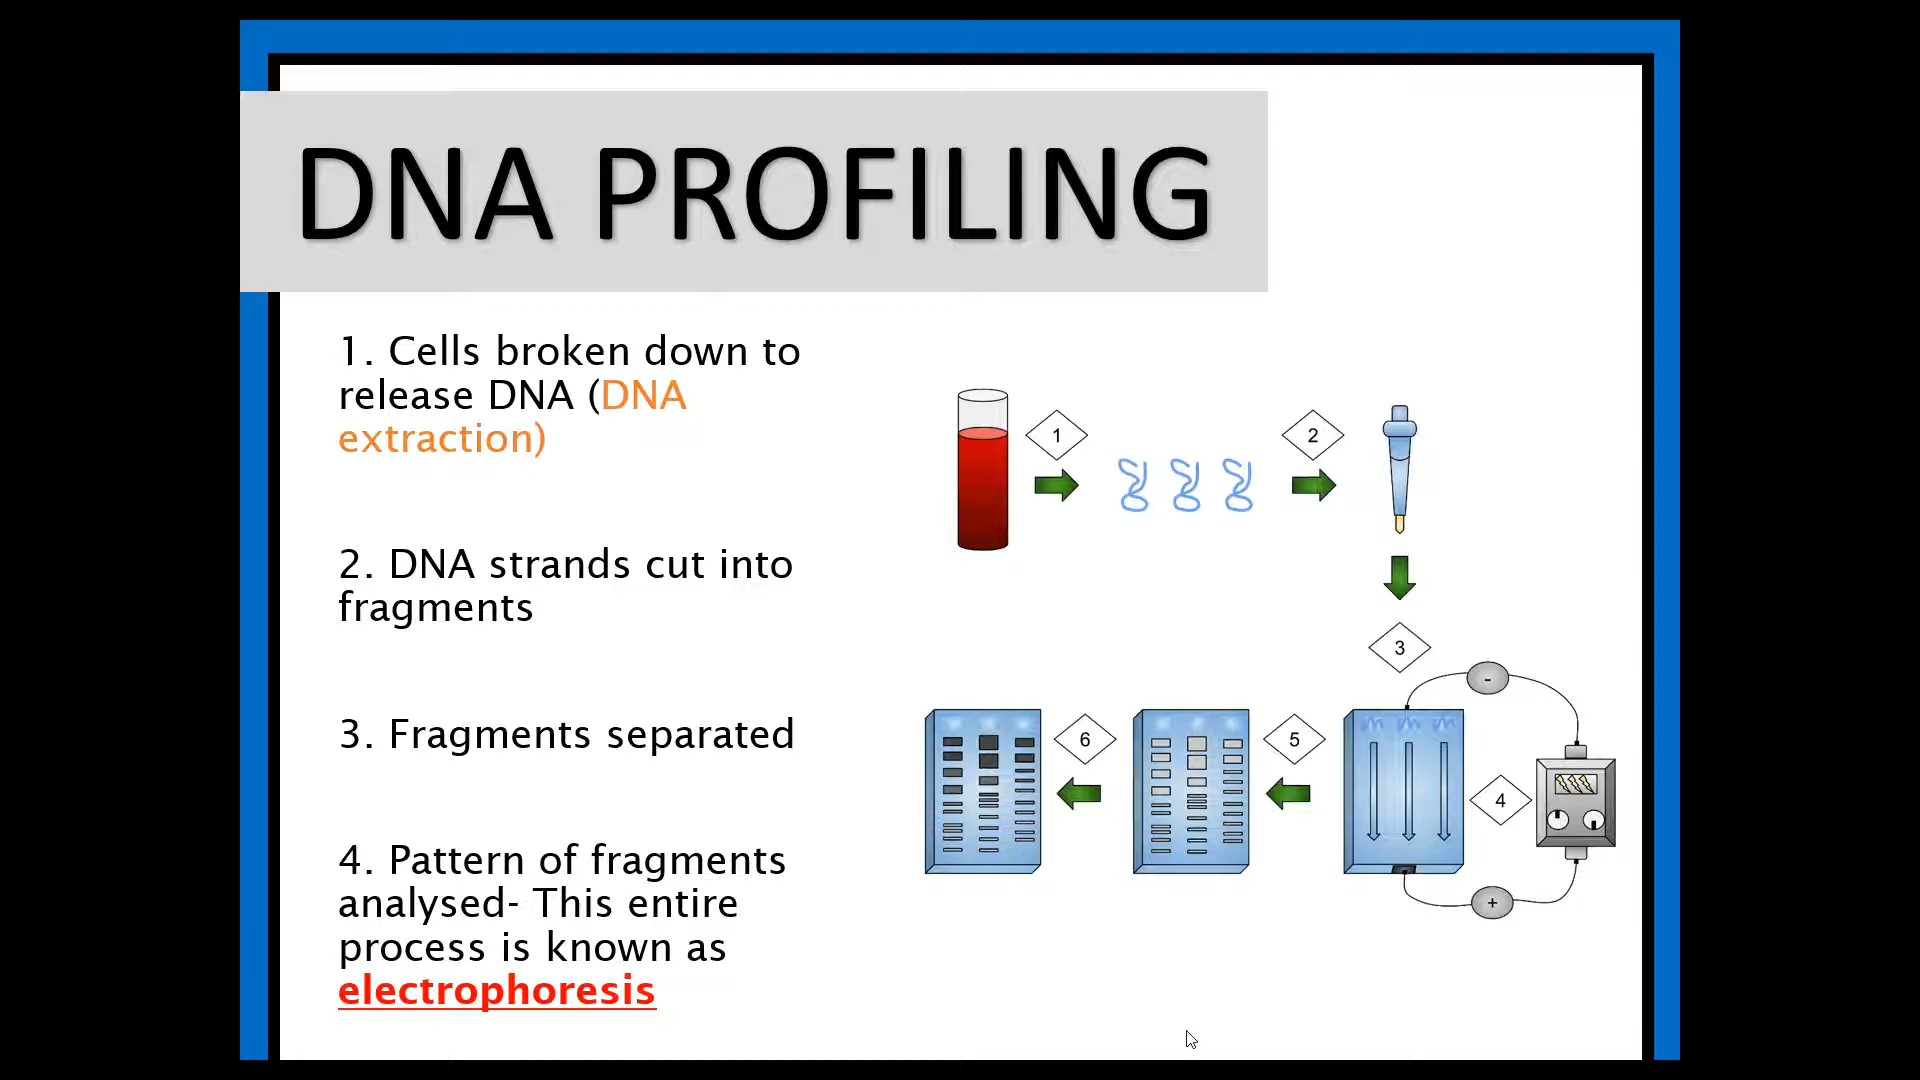 DNA PROFILING
1. Cells broken down to
release DNA (DNA
extraction)
2. DNA strands cut into
fragments
3. Fragments separated
4. Pattern of fragments
analysed- This entire
process is known as
electrophoresis
1
2
3
-
6
5
4
+